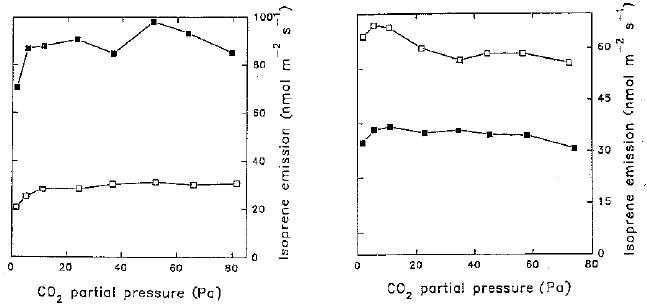 100
80
60
40
20
0
Isoprene emission (nmol m⁻² s⁻¹)
0 20 40 60 80
CO₂ partial pressure (Pa)
60
45
30
15
0
Isoprene emission (nmol m⁻² s⁻¹)
0 20 40 60 80
CO₂ partial pressure (Pa)